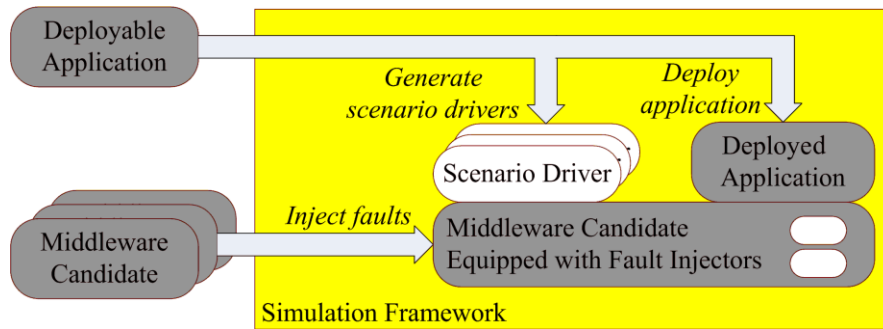 Deployable
Application
Generate
scenario drivers
Deploy
application
Scenario Driver
Deployed
Application
Middleware
Candidate
Inject faults
Middleware Candidate
Equipped with Fault Injectors
Simulation Framework